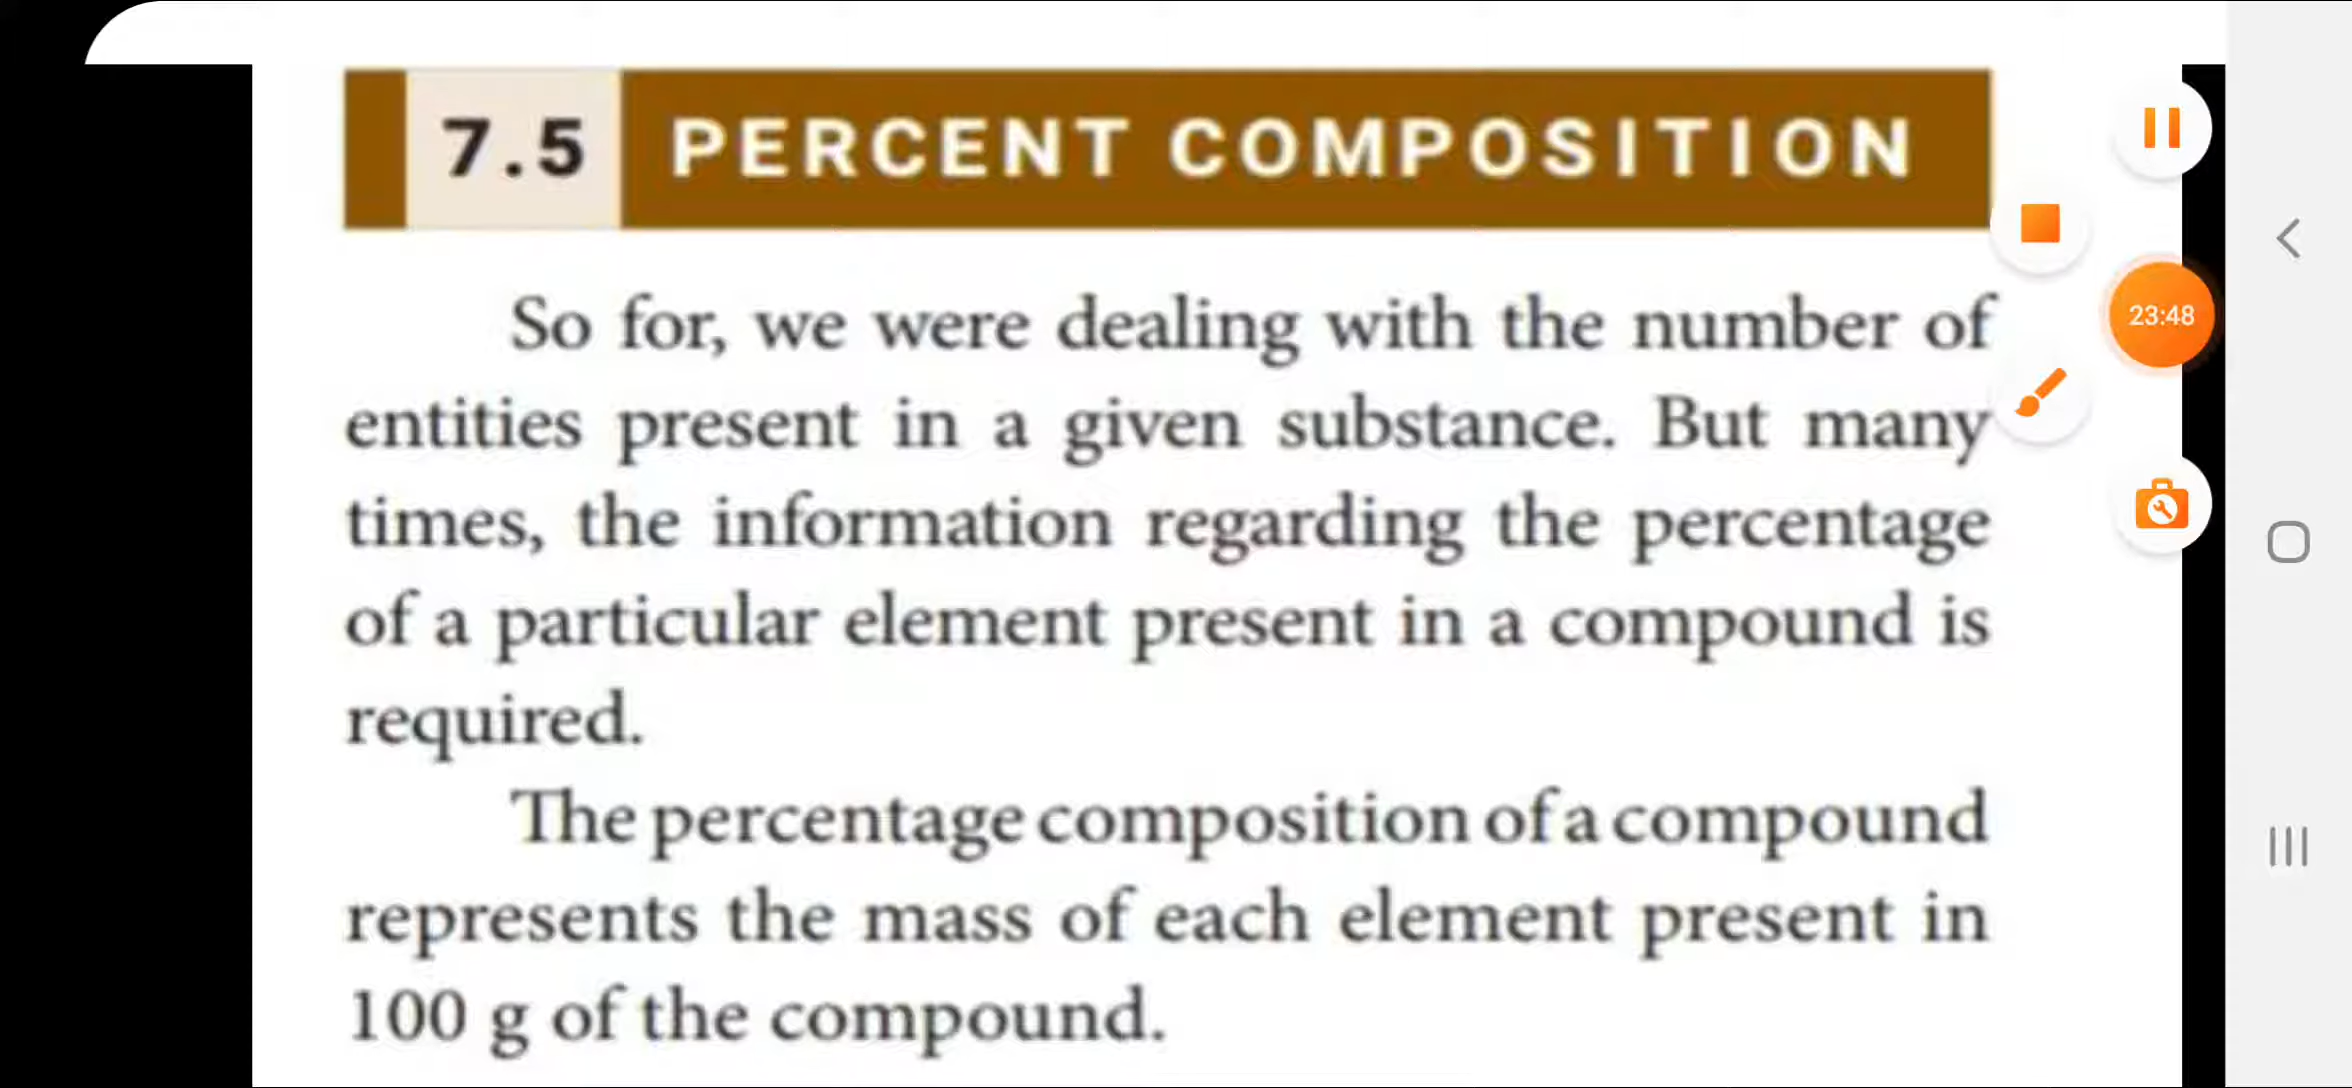 7.5 PERCENT COMPOSITION
So for, we were dealing with the number of
entities present in a given substance. But many
times, the information regarding the percentage
of a particular element present in a compound is
required.
The percentage composition of a compound
represents the mass of each element present in
100 g of the compound.
23:48